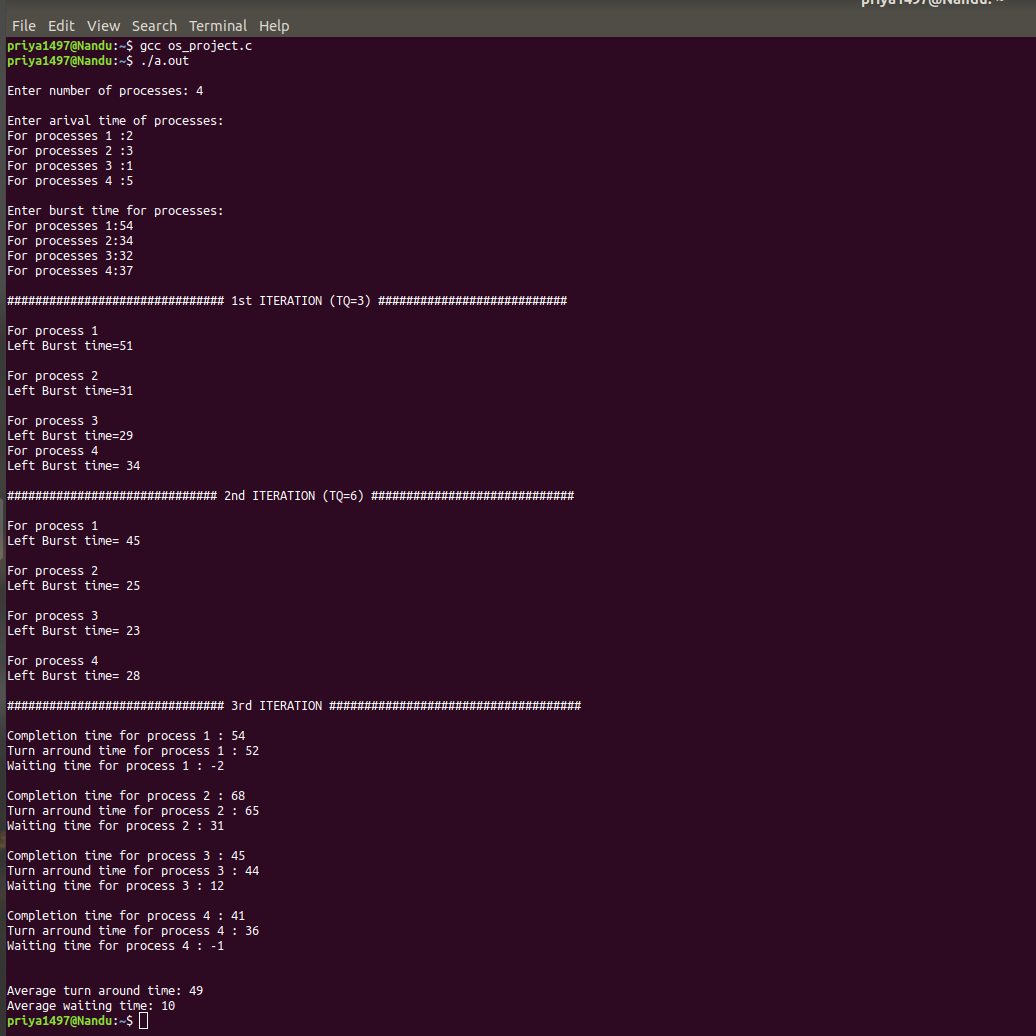 priya1497@Nandu: ~
File Edit View Search Terminal Help
priya1497@Nandu:~$ gcc os_project.c
priya1497@Nandu:~$ ./a.out
Enter number of processes: 4
Enter arival time of processes:
For processes 1 :2
For processes 2 :3
For processes 3 :1
For processes 4 :5
Enter burst time for processes:
For processes 1:54
For processes 2:34
For processes 3:32
For processes 4:37
############################### 1st ITERATION (TQ=3) ###########################
For process 1
Left Burst time=51
For process 2
Left Burst time=31
For process 3
Left Burst time=29
For process 4
Left Burst time= 34
############################## 2nd ITERATION (TQ=6) #############################
For process 1
Left Burst time= 45
For process 2
Left Burst time= 25
For process 3
Left Burst time= 23
For process 4
Left Burst time= 28
############################### 3rd ITERATION ####################################
Completion time for process 1 : 54
Turn arround time for process 1 : 52
Waiting time for process 1 : -2
Completion time for process 2 : 68
Turn arround time for process 2 : 65
Waiting time for process 2 : 31
Completion time for process 3 : 45
Turn arround time for process 3 : 44
Waiting time for process 3 : 12
Completion time for process 4 : 41
Turn arround time for process 4 : 36
Waiting time for process 4 : -1
Average turn around time: 49
Average waiting time: 10
priya1497@Nandu:~$